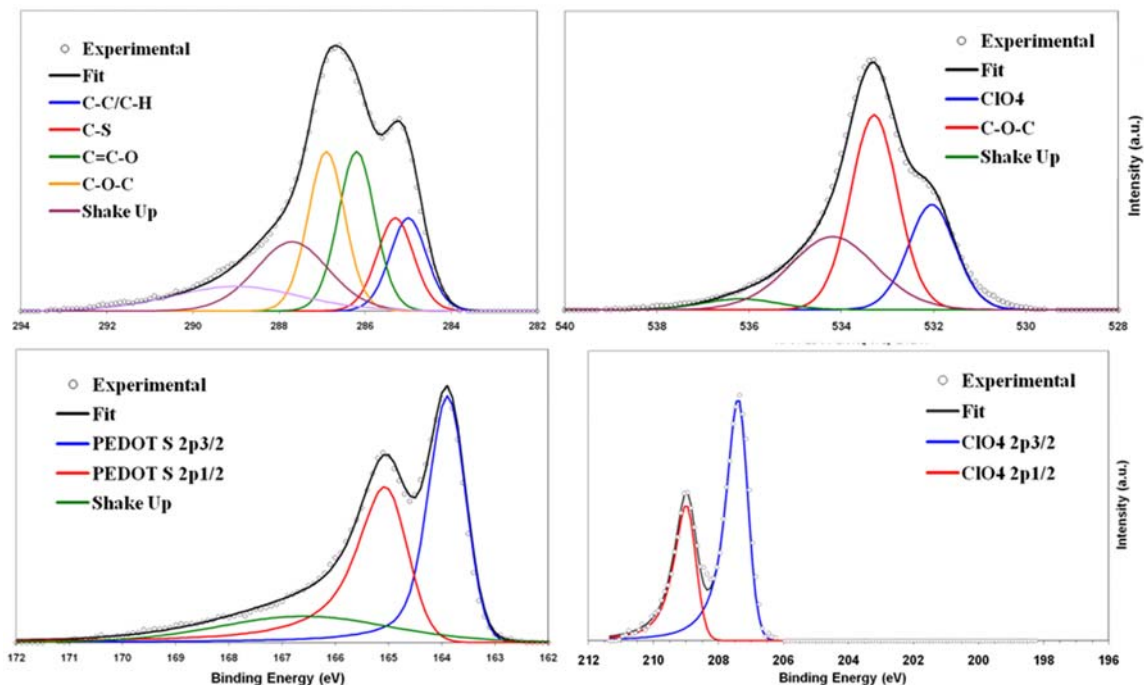 Experimental
Fit
C-C/C-H
C-S
C=C-O
C-O-C
Shake Up
294 292 290 288 286 284 282
Experimental
Fit
ClO4
C-O-C
Shake Up
Intensity (a.u.)
540 538 536 534 532 530 528
Experimental
Fit
PEDOT S 2p3/2
PEDOT S 2p1/2
Shake Up
172 171 170 169 168 167 166 165 164 163 162
Binding Energy (eV)
Experimental
Fit
ClO4 2p3/2
ClO4 2p1/2
Intensity (a.u.)
212 210 208 206 204 202 200 198 196
Binding Energy (eV)